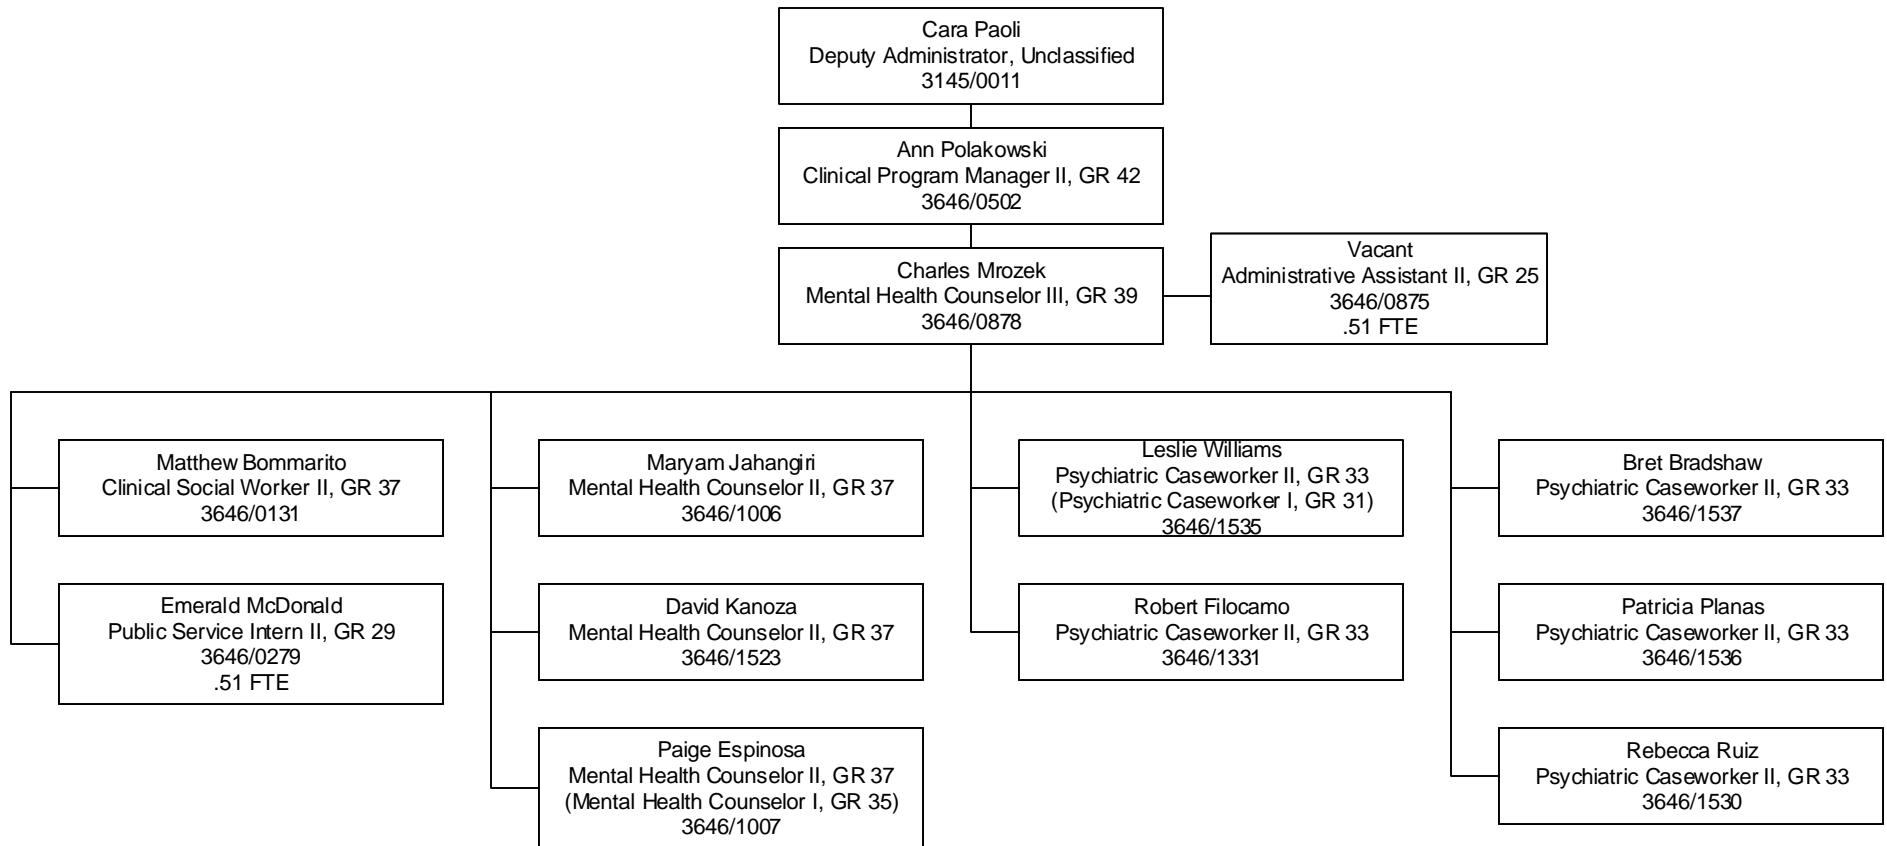 Cara Paoli
Deputy Administrator, Unclassified
3145/0011
Ann Polakowski
Clinical Program Manager II, GR 42
3646/0502
Charles Mrozek
Mental Health Counselor III, GR 39
3646/0878
Vacant
Administrative Assistant II, GR 25
3646/0875
.51 FTE
Matthew Bommarito
Clinical Social Worker II, GR 37
3646/0131
Maryam Jahangiri
Mental Health Counselor II, GR 37
3646/1006
Leslie Williams
Psychiatric Caseworker II, GR 33
(Psychiatric Caseworker I, GR 31)
3646/1535
Bret Bradshaw
Psychiatric Caseworker II, GR 33
3646/1537
Emerald McDonald
Public Service Intern II, GR 29
3646/0279
.51 FTE
David Kanoza
Mental Health Counselor II, GR 37
3646/1523
Robert Filocamo
Psychiatric Caseworker II, GR 33
3646/1331
Patricia Planas
Psychiatric Caseworker II, GR 33
3646/1536
Paige Espinosa
Mental Health Counselor II, GR 37
(Mental Health Counselor I, GR 35)
3646/1007
Rebecca Ruiz
Psychiatric Caseworker II, GR 33
3646/1530